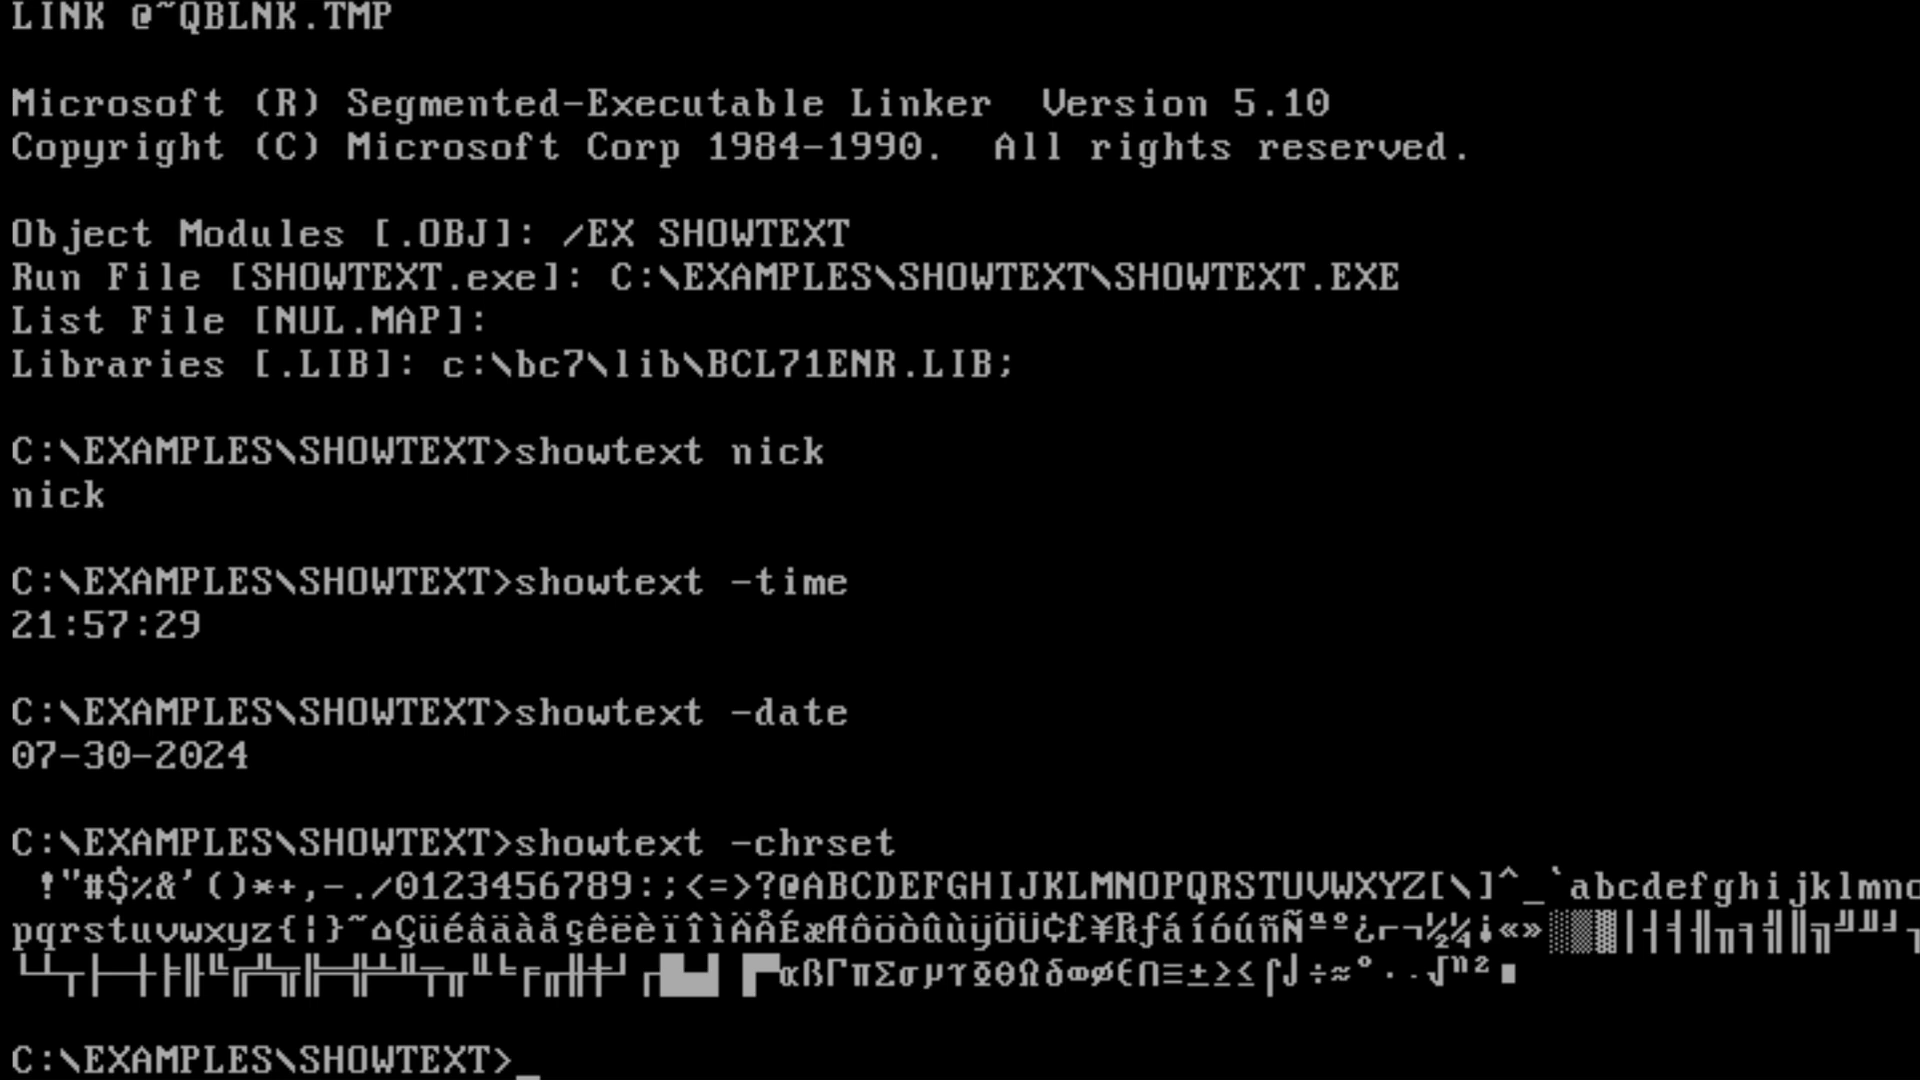 LINK @~QBLNK.TMP
Microsoft (R) Segmented-Executable Linker  Version 5.10
Copyright (C) Microsoft Corp 1984-1990.  All rights reserved.
Object Modules [.OBJ]: /EX SHOWTEXT
Run File [SHOWTEXT.exe]: C:\EXAMPLES\SHOWTEXT\SHOWTEXT.EXE
List File [NUL.MAP]:
Libraries [.LIB]: c:\bc7\lib\BCL71ENR.LIB;
C:\EXAMPLES\SHOWTEXT>showtext nick
nick
C:\EXAMPLES\SHOWTEXT>showtext -time
21:57:29
C:\EXAMPLES\SHOWTEXT>showtext -date
07-30-2024
C:\EXAMPLES\SHOWTEXT>showtext -chrset
 !"#$%&'()*+,-./0123456789:;<=>?@ABCDEFGHIJKLMNOPQRSTUVWXYZ[\]^_`abcdefghijklmno
pqrstuvwxyz{¦}~⌂Çüéâäàåçêëèïîì��ÉæÆôöòûùÿÖÜ¢£¥₧ƒáíóúñѪº¿⌐¬½¼¡«»░▒▓│┤╡╢╖╕╣║╗╝╜╛┐
└┴┬├─┼╞╟╚╔╩╦╠═╬╧╨╤╥╙╘╒╓╫╪┘┌█▄▌▐▀αßΓπΣσµτΦΘΩδ∞φε∩≡±≥≤⌠⌡÷≈°∙·√ⁿ²■
C:\EXAMPLES\SHOWTEXT>_